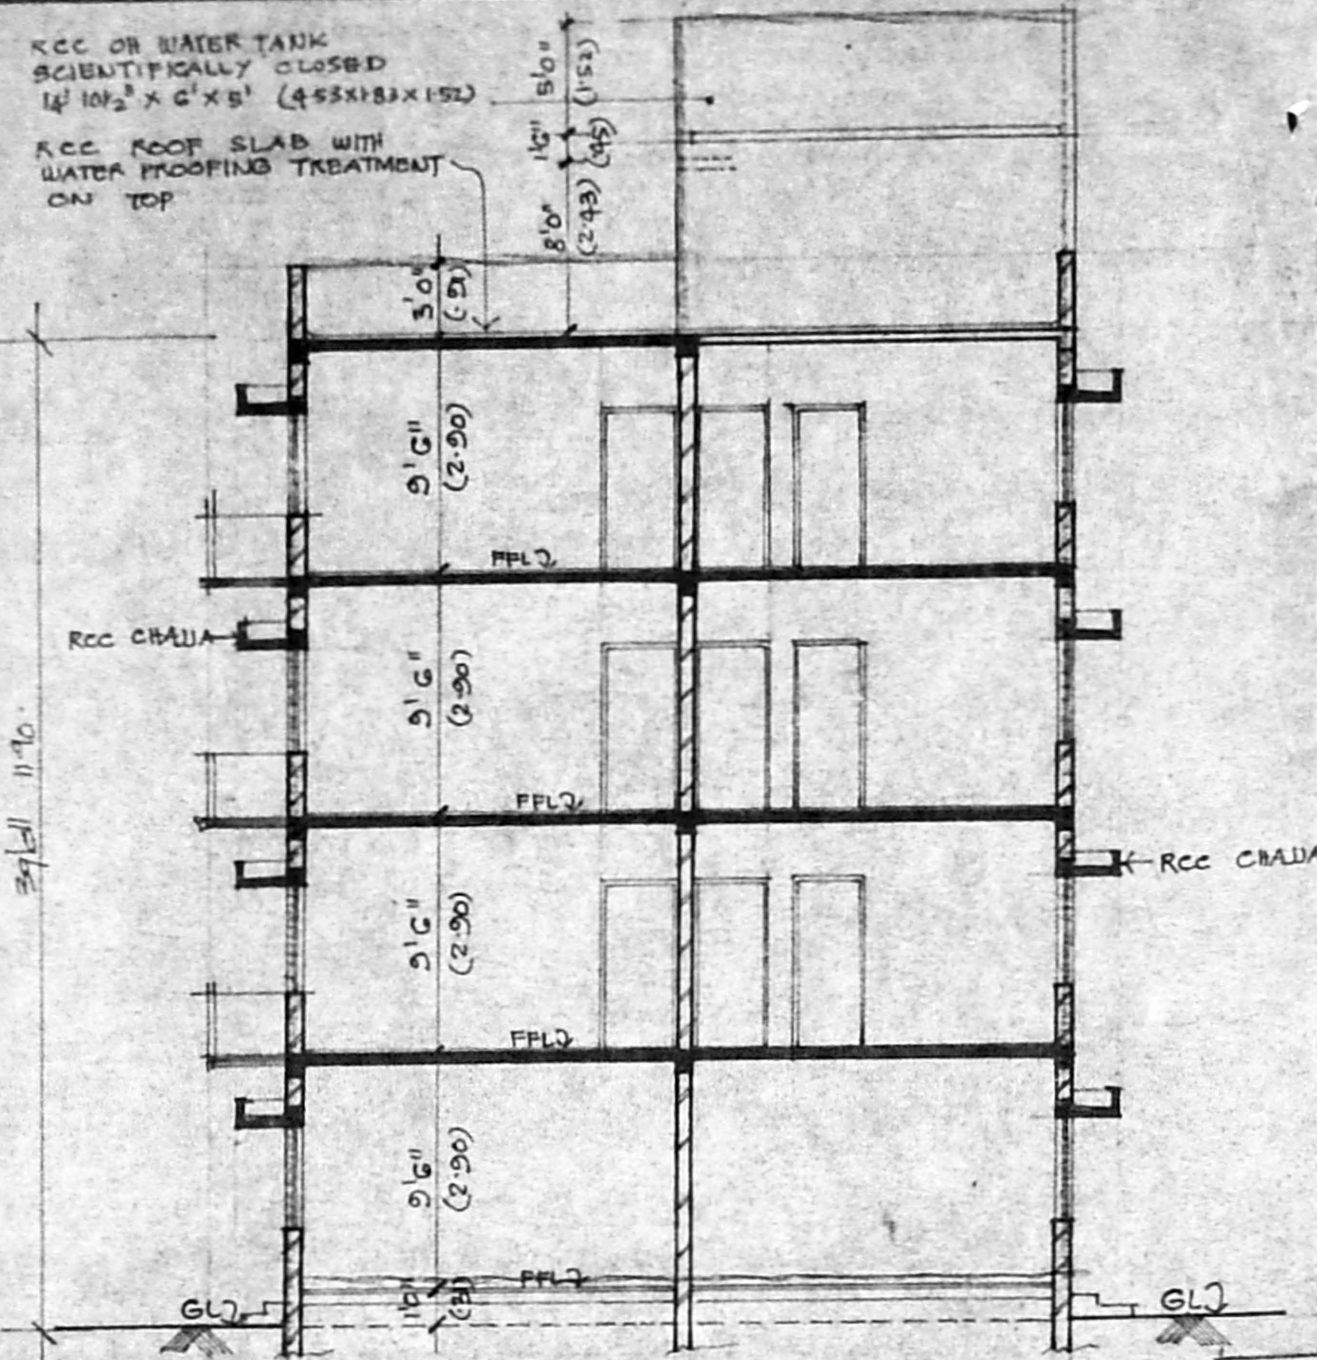 RCC OH WATER TANK
SCIENTIFICALLY CLOSED
14' 10½" X 6' X 5' (4.53X1.83X1.52)
RCC ROOF SLAB WITH
WATER PROOFING TREATMENT
ON TOP
5'0"
(1.52)
1'6"
(.45)
8'0"
(2.43)
3'0"
9'6"
(2.90)
FFL
RCC CHAJJA
9'6"
(2.90)
FFL
39'0" 11.90
RCC CHAJJA
9'6"
(2.90)
FFL
9'6"
(2.90)
FFL
1'0"
(.31)
GL
GL